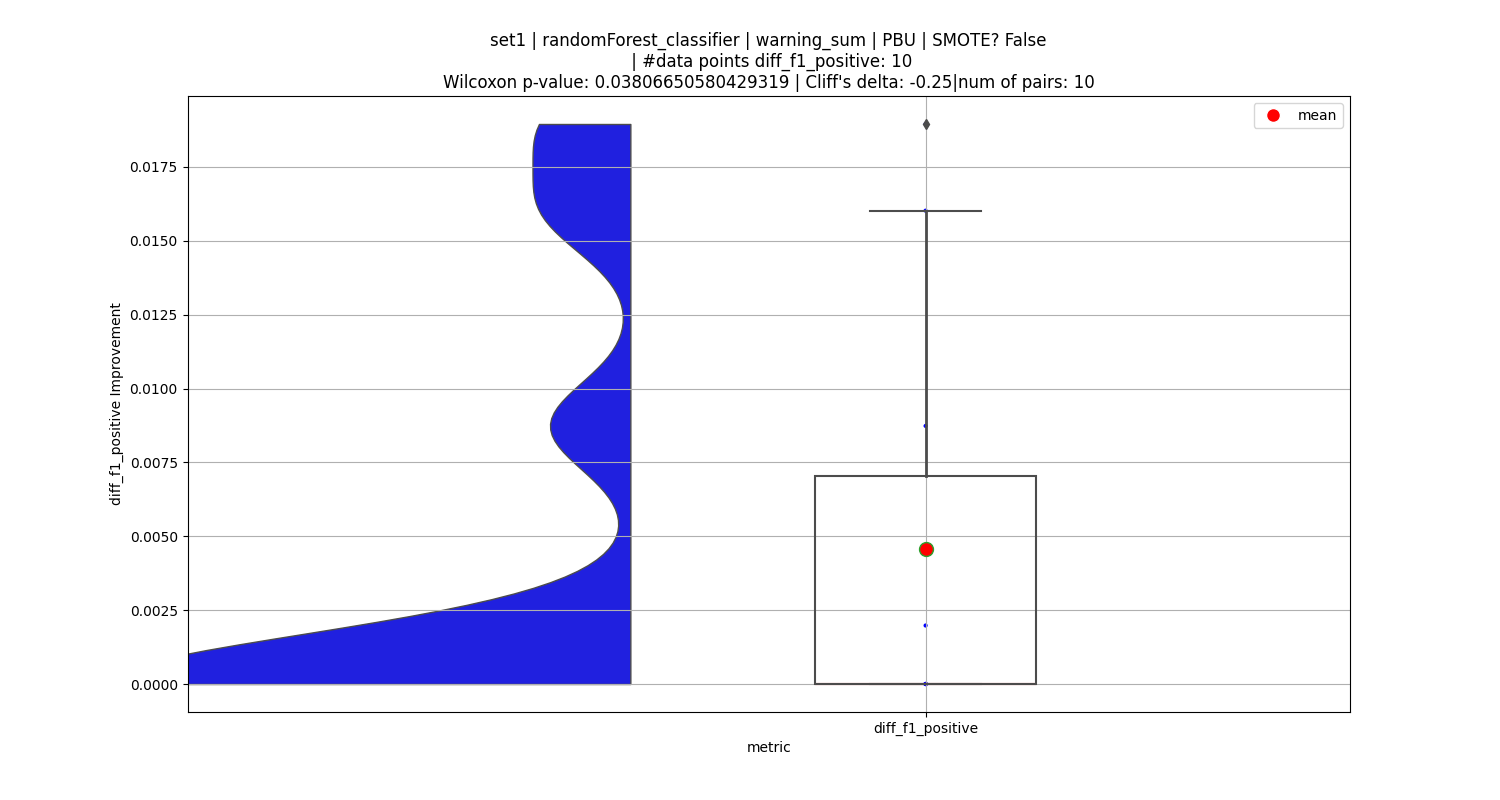 set1 | randomForest_classifier | warning_sum | PBU | SMOTE? False
| #data points diff_f1_positive: 10
Wilcoxon p-value: 0.03806650580429319 | Cliff's delta: -0.25|num of pairs: 10
mean
0.0175
0.0150
0.0125
0.0100
0.0075
0.0050
0.0025
0.0000
diff_f1_positive Improvement
diff_f1_positive
metric